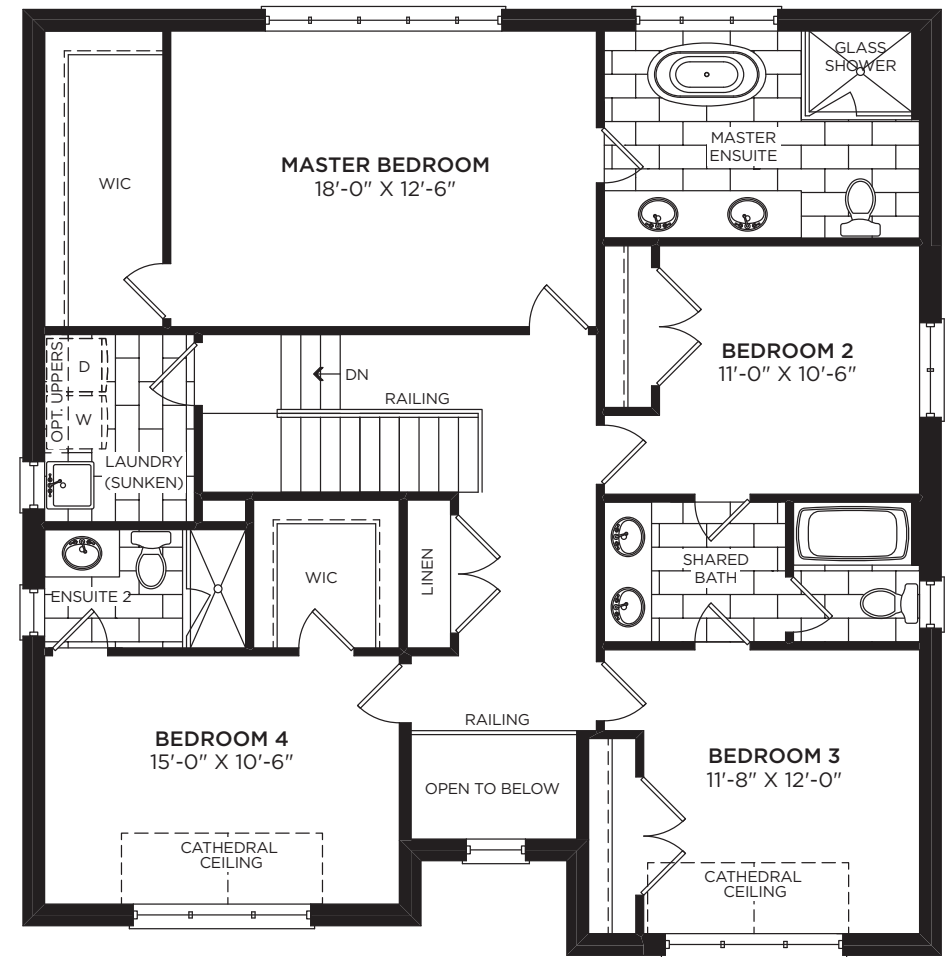 GLASS
SHOWER
MASTER
ENSUITE
MASTER BEDROOM
18'-0" X 12'-6"
WIC
BEDROOM 2
11'-0" X 10'-6"
OPT. UPPERS
D
W
DN
RAILING
LAUNDRY
(SUNKEN)
ENSUITE 2
WIC
LINEN
SHARED
BATH
RAILING
BEDROOM 4
15'-0" X 10'-6"
OPEN TO BELOW
BEDROOM 3
11'-8" X 12'-0"
CATHEDRAL
CEILING
CATHEDRAL
CEILING